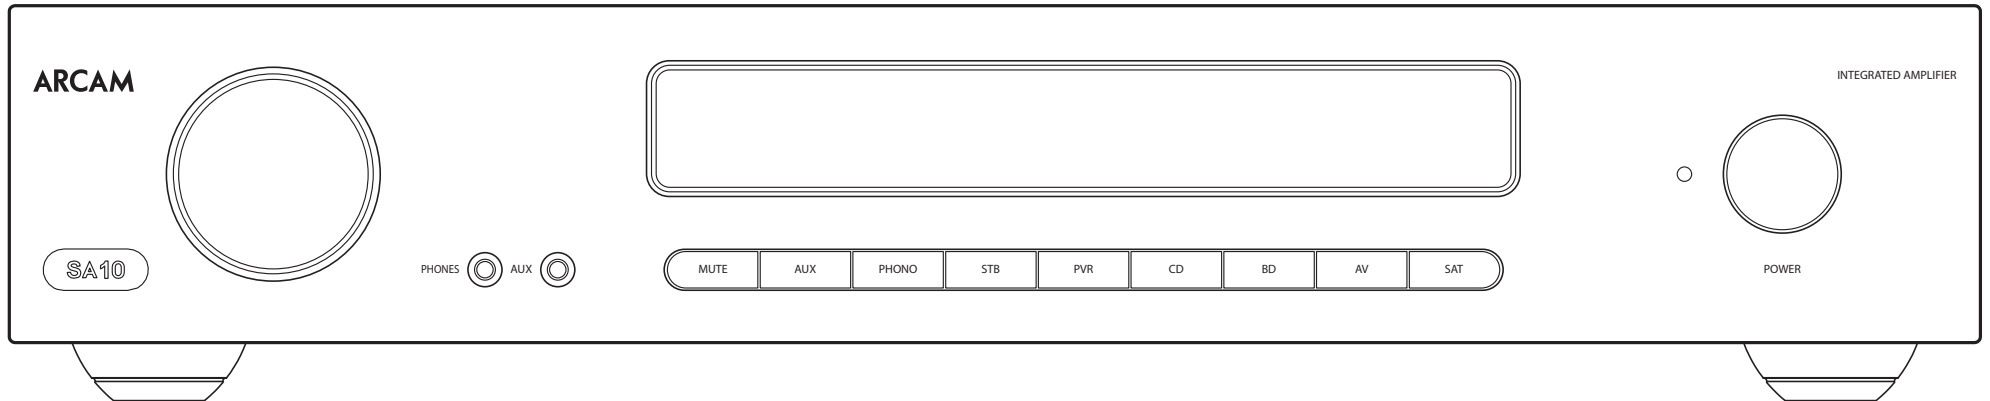 ARCAM
INTEGRATED AMPLIFIER
SA10
PHONES AUX
MUTE AUX PHONO STB PVR CD BD AV SAT
POWER